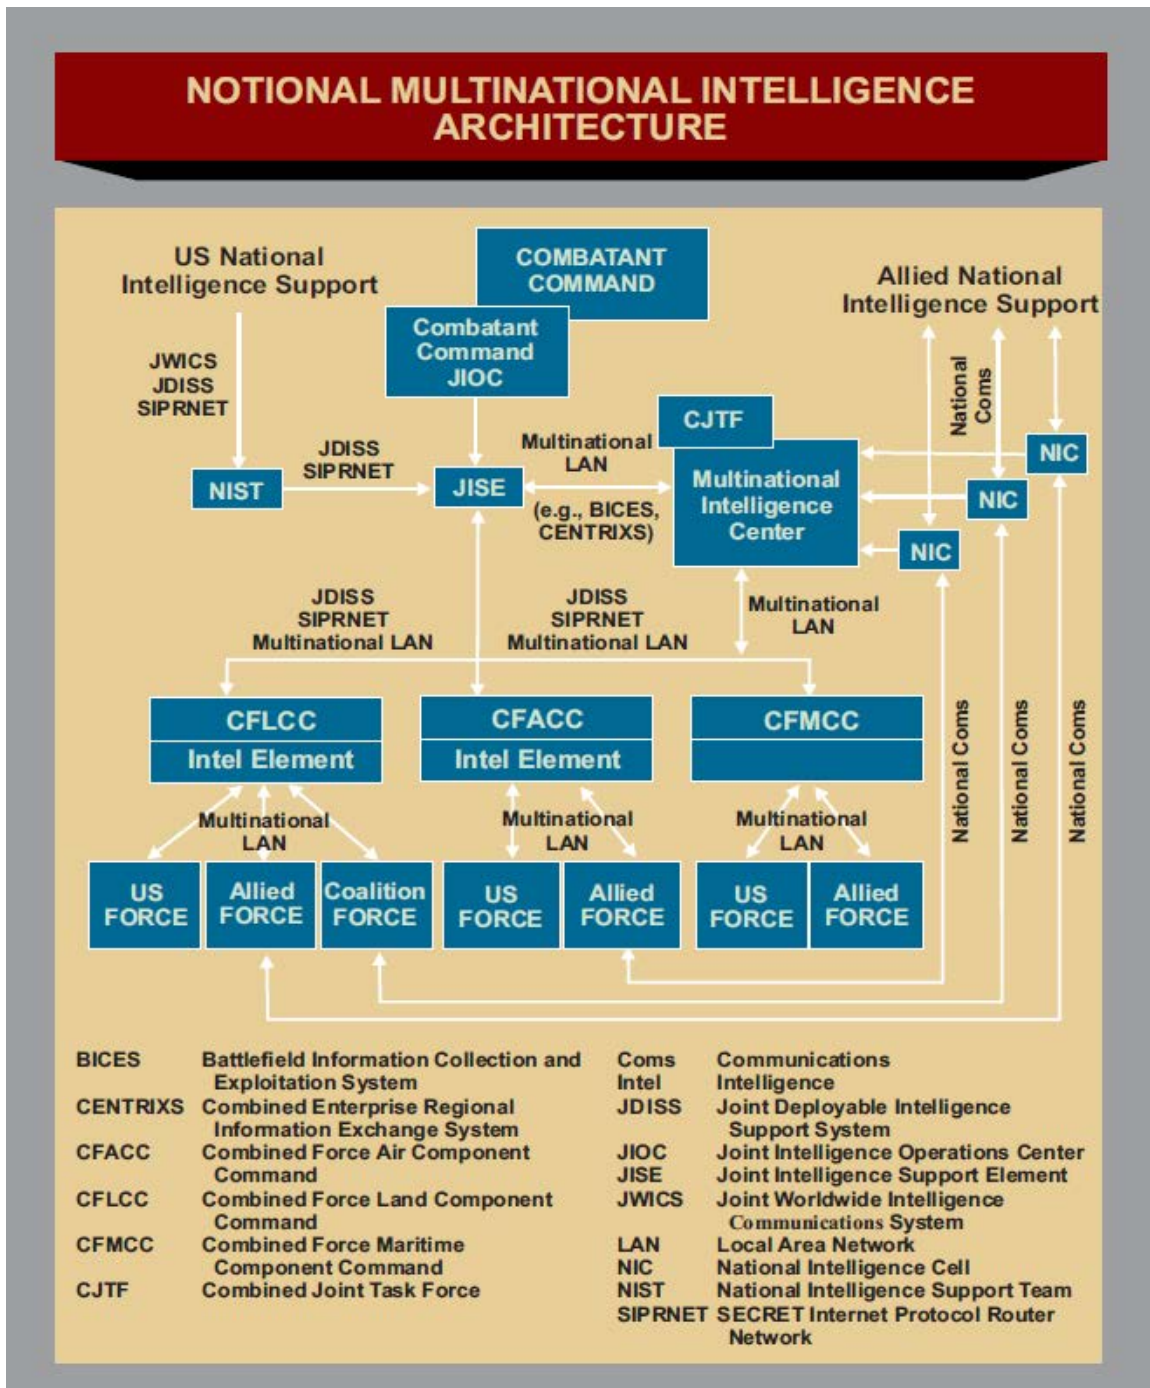 NOTIONAL MULTINATIONAL INTELLIGENCE
ARCHITECTURE
US National
Intelligence Support
COMBATANT
COMMAND
Combatant
Command
JIOC
Allied National
Intelligence Support
JWICS
JDISS
SIPRNET
National
Coms
CJTF
JDISS
SIPRNET
Multinational
LAN
NIC
NIST
JISE
Multinational
Intelligence
Center
NIC
(e.g., BICES,
CENTRIXS)
NIC
JDISS
SIPRNET
Multinational LAN
JDISS
SIPRNET
Multinational LAN
Multinational
LAN
CFLCC
Intel Element
CFACC
Intel Element
CFMCC
National Coms
National Coms
National Coms
Multinational
LAN
Multinational
LAN
Multinational
LAN
US
FORCE
Allied
FORCE
Coalition
FORCE
US
FORCE
Allied
FORCE
US
FORCE
Allied
FORCE
BICES Battlefield Information Collection and
Exploitation System
CENTRIXS Combined Enterprise Regional
Information Exchange System
CFACC Combined Force Air Component
Command
CFLCC Combined Force Land Component
Command
CFMCC Combined Force Maritime
Component Command
CJTF Combined Joint Task Force
Coms Communications
Intel Intelligence
JDISS Joint Deployable Intelligence
Support System
JIOC Joint Intelligence Operations Center
JISE Joint Intelligence Support Element
JWICS Joint Worldwide Intelligence
Communications System
LAN Local Area Network
NIC National Intelligence Cell
NIST National Intelligence Support Team
SIPRNET SECRET Internet Protocol Router
Network